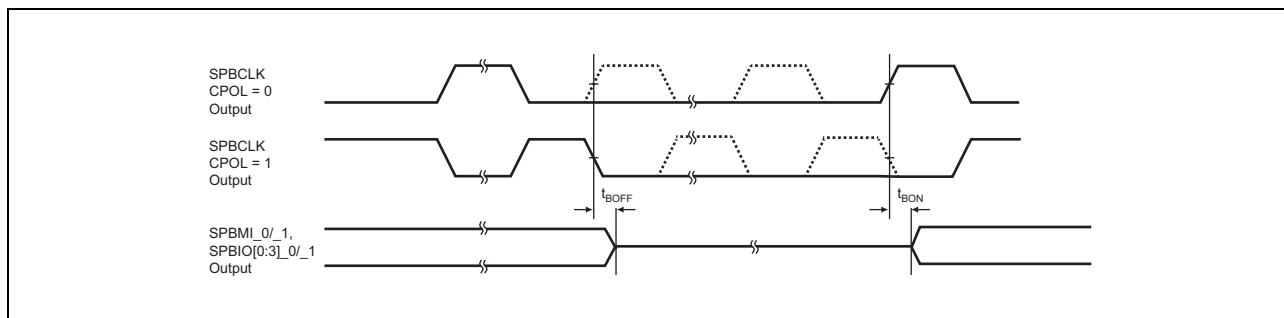 SPBCLK
CPOL = 0
Output
SPBCLK
CPOL = 1
Output
tBOFF
tBON
SPBMI_0/_1,
SPBIO[0:3]_0/_1
Output